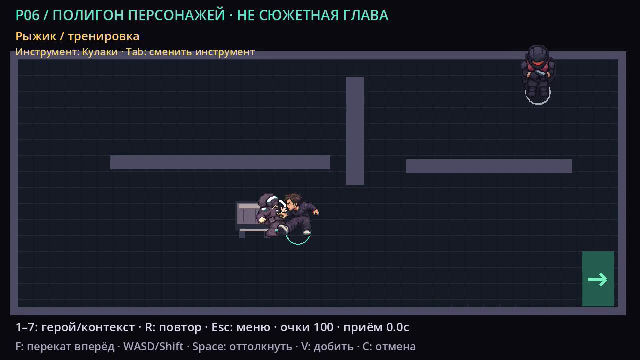 P06 / ПОЛИГОН ПЕРСОНАЖЕЙ · НЕ СЮЖЕТНАЯ ГЛАВА
Рыжик / тренировка
Инструмент: Кулаки · Tab: сменить инструмент
1–7: герой/контекст · R: повтор · Esc: меню · очки 100 · приём 0.0с
F: перекат вперёд · WASD/Shift · Space: оттолкнуть · V: добить · C: отмена